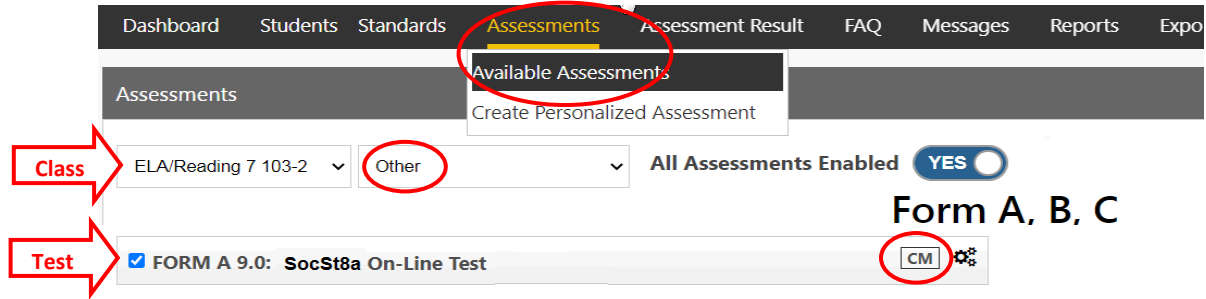 Dashboard Students Standards Assessments Assessment Result FAQ Messages Reports Expo
Available Assessments
Assessments
Create Personalized Assessment
Class ELA/Reading 7 103-2 Other All Assessments Enabled YES
Form A, B, C
Test FORM A 9.0: SocSt8a On-Line Test CM